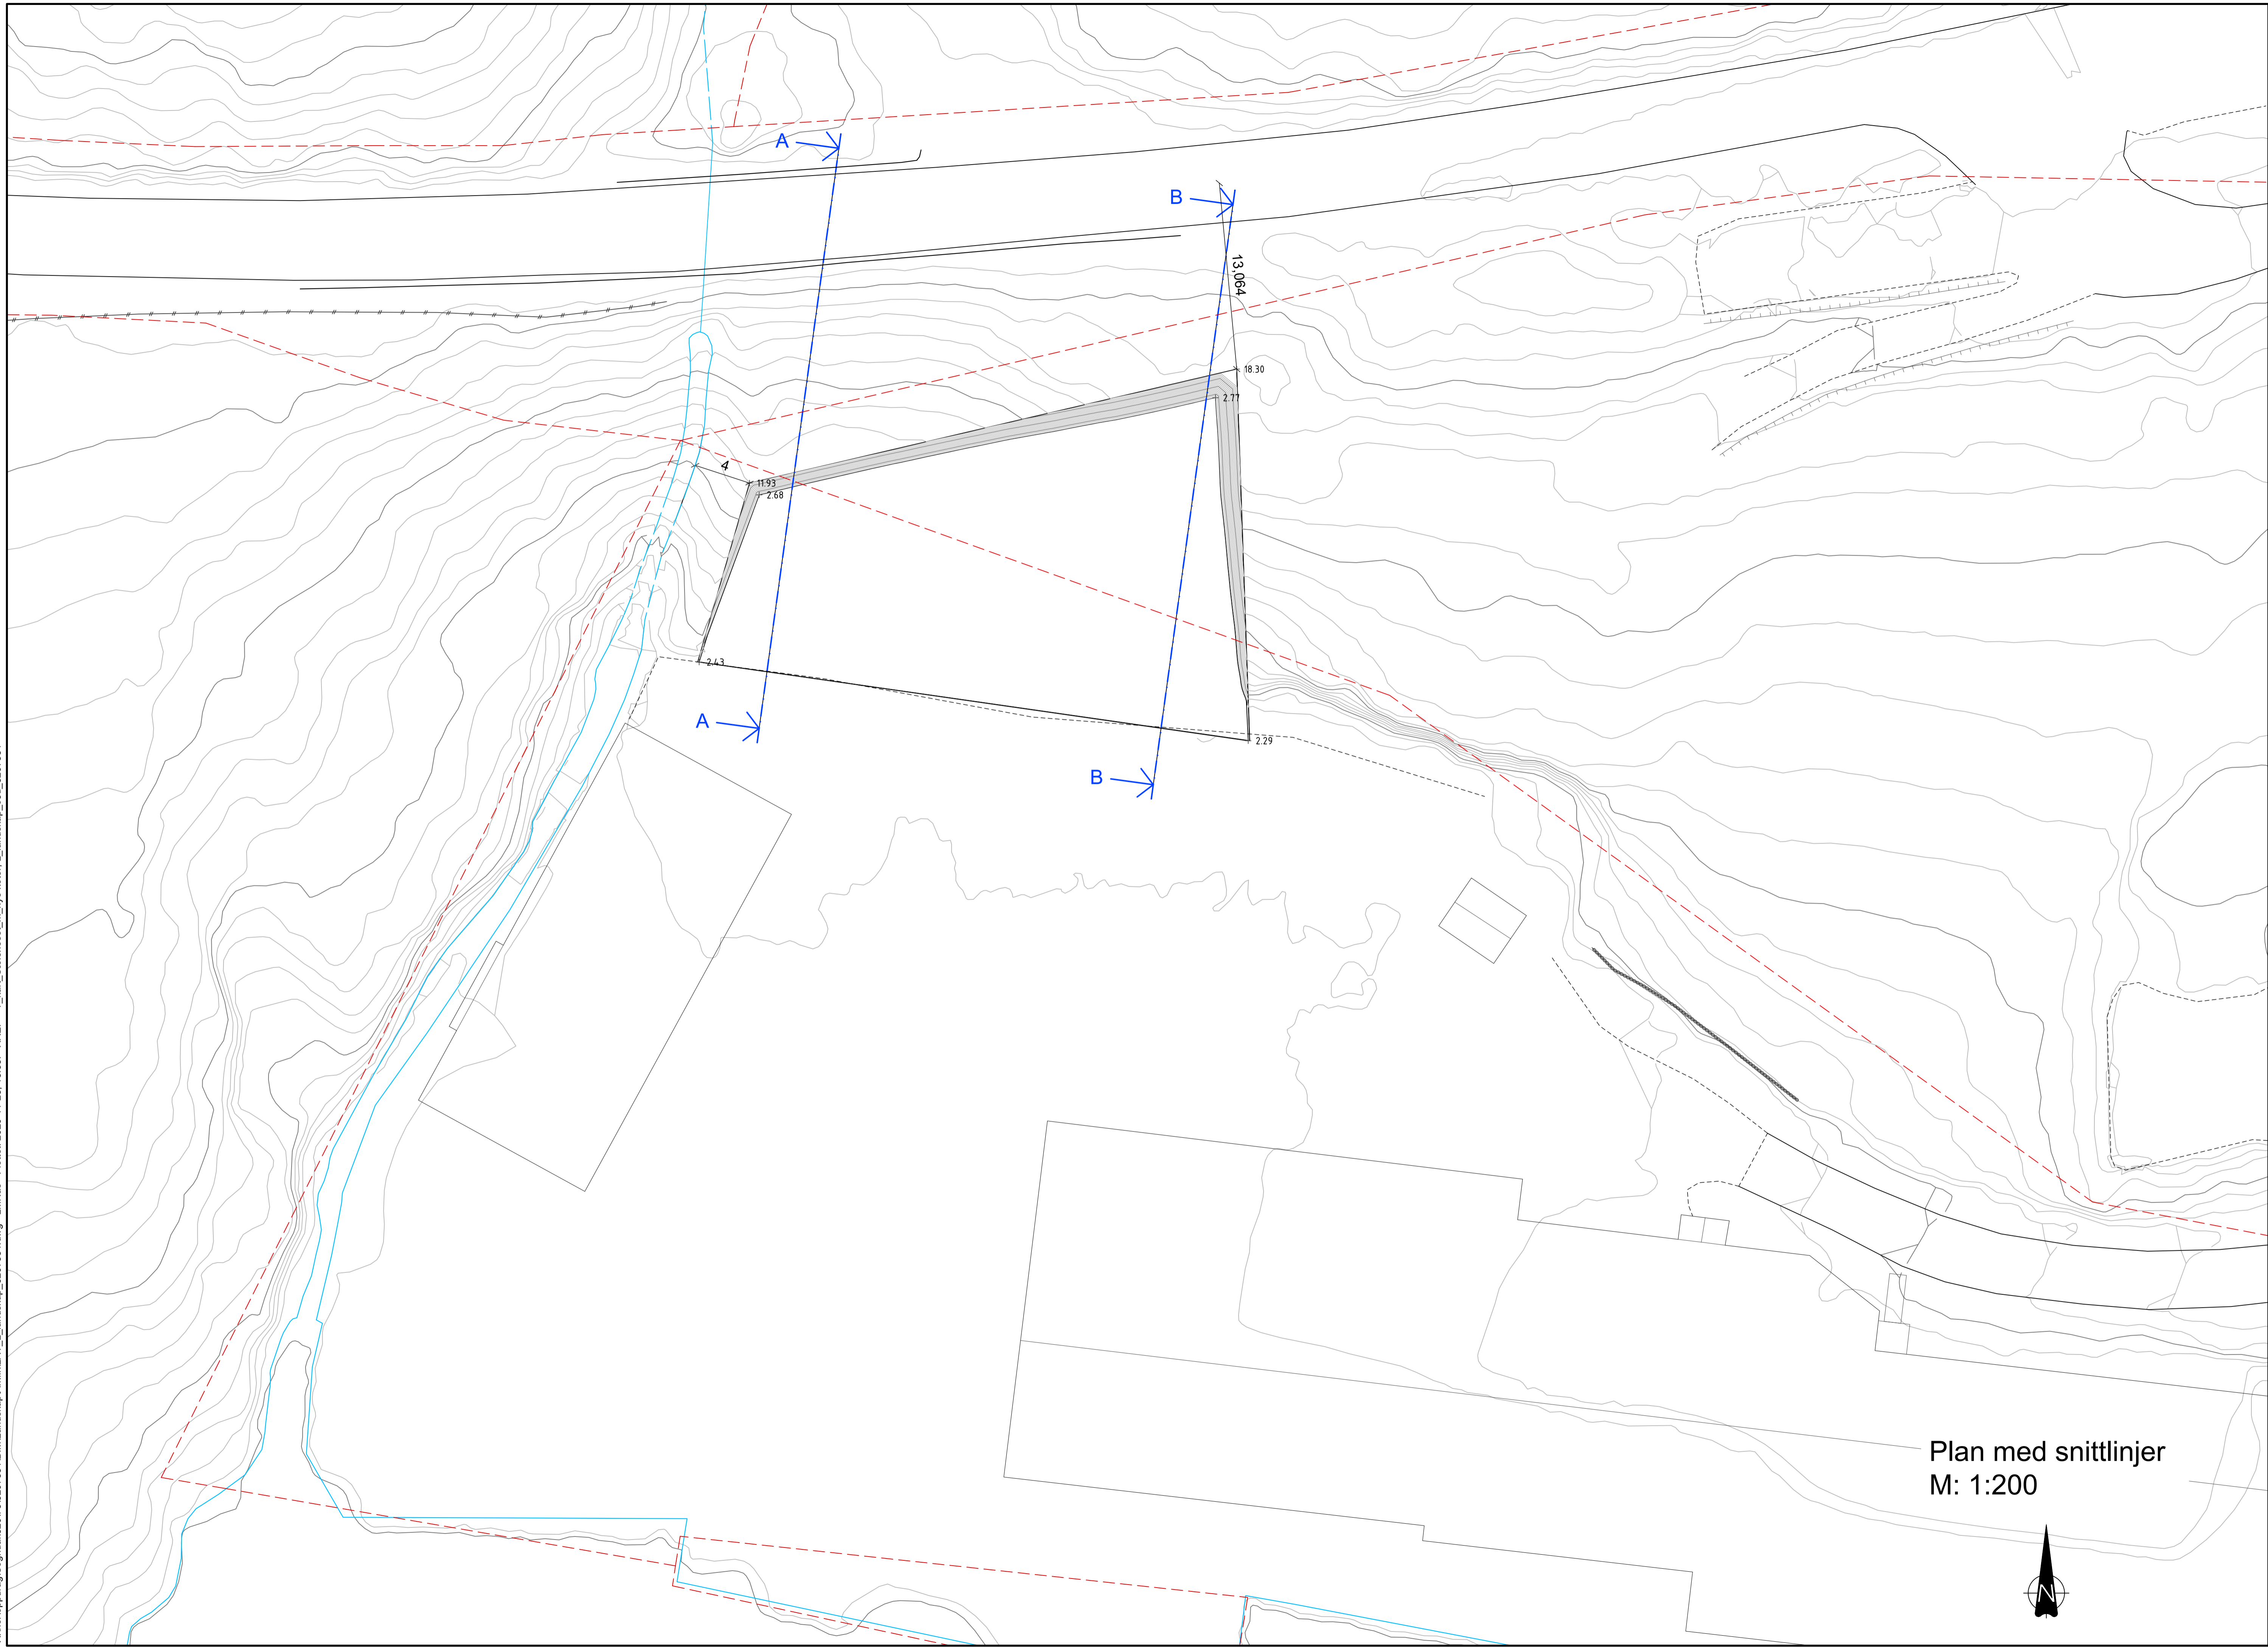 A
B
13,064
18.30
2.77
4
11.93
2.68
2.43
A
2.29
B
Plan med snittlinjer
M: 1:200
N